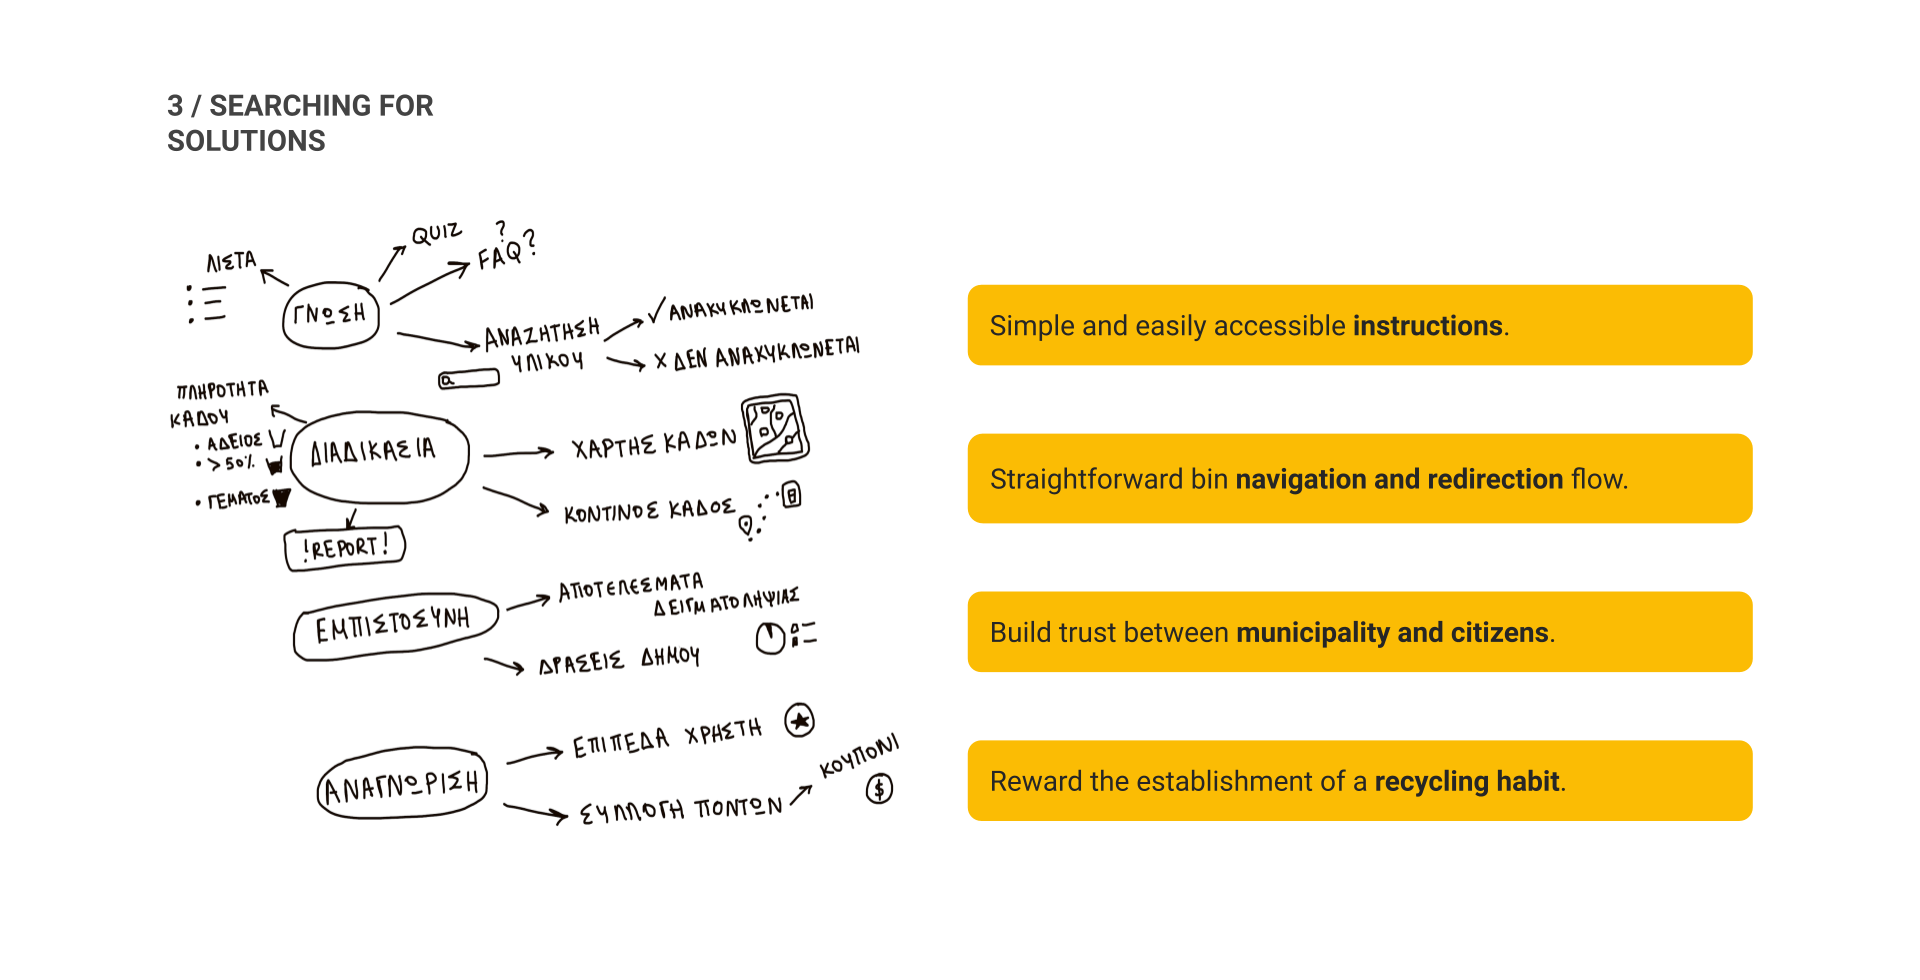 3 / SEARCHING FOR
SOLUTIONS
ΛΙΣΤΑ
QUIZ
?
FAQ?
ΓΝΩΣΗ
ΑΝΑΖΗΤΗΣΗ
ΥΛΙΚΟΥ
✓ ΑΝΑΚΥΚΛΩΝΕΤΑΙ
X ΔΕΝ ΑΝΑΚΥΚΛΩΝΕΤΑΙ
Simple and easily accessible instructions.
ΠΛΗΡΟΤΗΤΑ
ΚΑΔΟΥ
• ΑΔΕΙΟΣ
• >50%
• ΓΕΜΑΤΟΣ
ΔΙΑΔΙΚΑΣΙΑ
ΧΑΡΤΗΣ ΚΑΔΩΝ
ΚΟΝΤΙΝΟΣ ΚΑΔΟΣ
!REPORT!
Straightforward bin navigation and redirection flow.
ΕΜΠΙΣΤΟΣΥΝΗ
ΑΠΟΤΕΛΕΣΜΑΤΑ
ΔΕΙΓΜΑΤΟΛΗΨΙΑΣ
ΔΡΑΣΕΙΣ ΔΗΜΟΥ
Build trust between municipality and citizens.
ΑΝΑΓΝΩΡΙΣΗ
ΕΠΙΠΕΔΑ ΧΡΗΣΤΗ
ΣΥΛΛΟΓΗ ΠΟΝΤΩΝ
ΚΟΥΠΟΝΙ
$
Reward the establishment of a recycling habit.